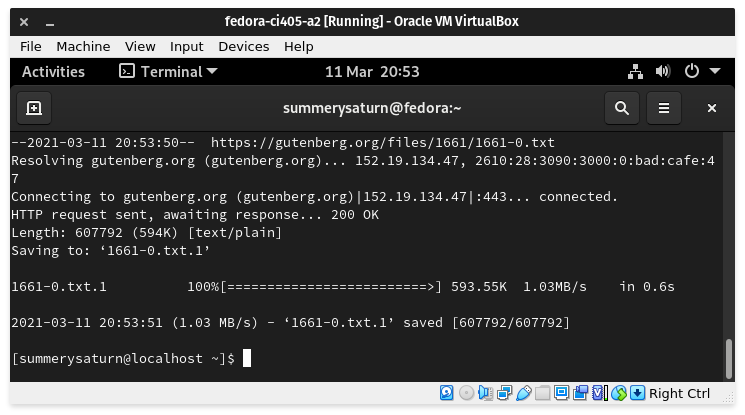 fedora-ci405-a2 [Running] - Oracle VM VirtualBox
File Machine View Input Devices Help
Activities Terminal 11 Mar 20:53
summerysaturn@fedora:~
--2021-03-11 20:53:50--  https://gutenberg.org/files/1661/1661-0.txt
Resolving gutenberg.org (gutenberg.org)... 152.19.134.47, 2610:28:3090:3000:0:bad:cafe:4
7
Connecting to gutenberg.org (gutenberg.org)|152.19.134.47|:443... connected.
HTTP request sent, awaiting response... 200 OK
Length: 607792 (594K) [text/plain]
Saving to: ‘1661-0.txt.1’
1661-0.txt.1 100%[=========================>] 593.55K 1.03MB/s in 0.6s
2021-03-11 20:53:51 (1.03 MB/s) - ‘1661-0.txt.1’ saved [607792/607792]
[summerysaturn@localhost ~]$
Right Ctrl